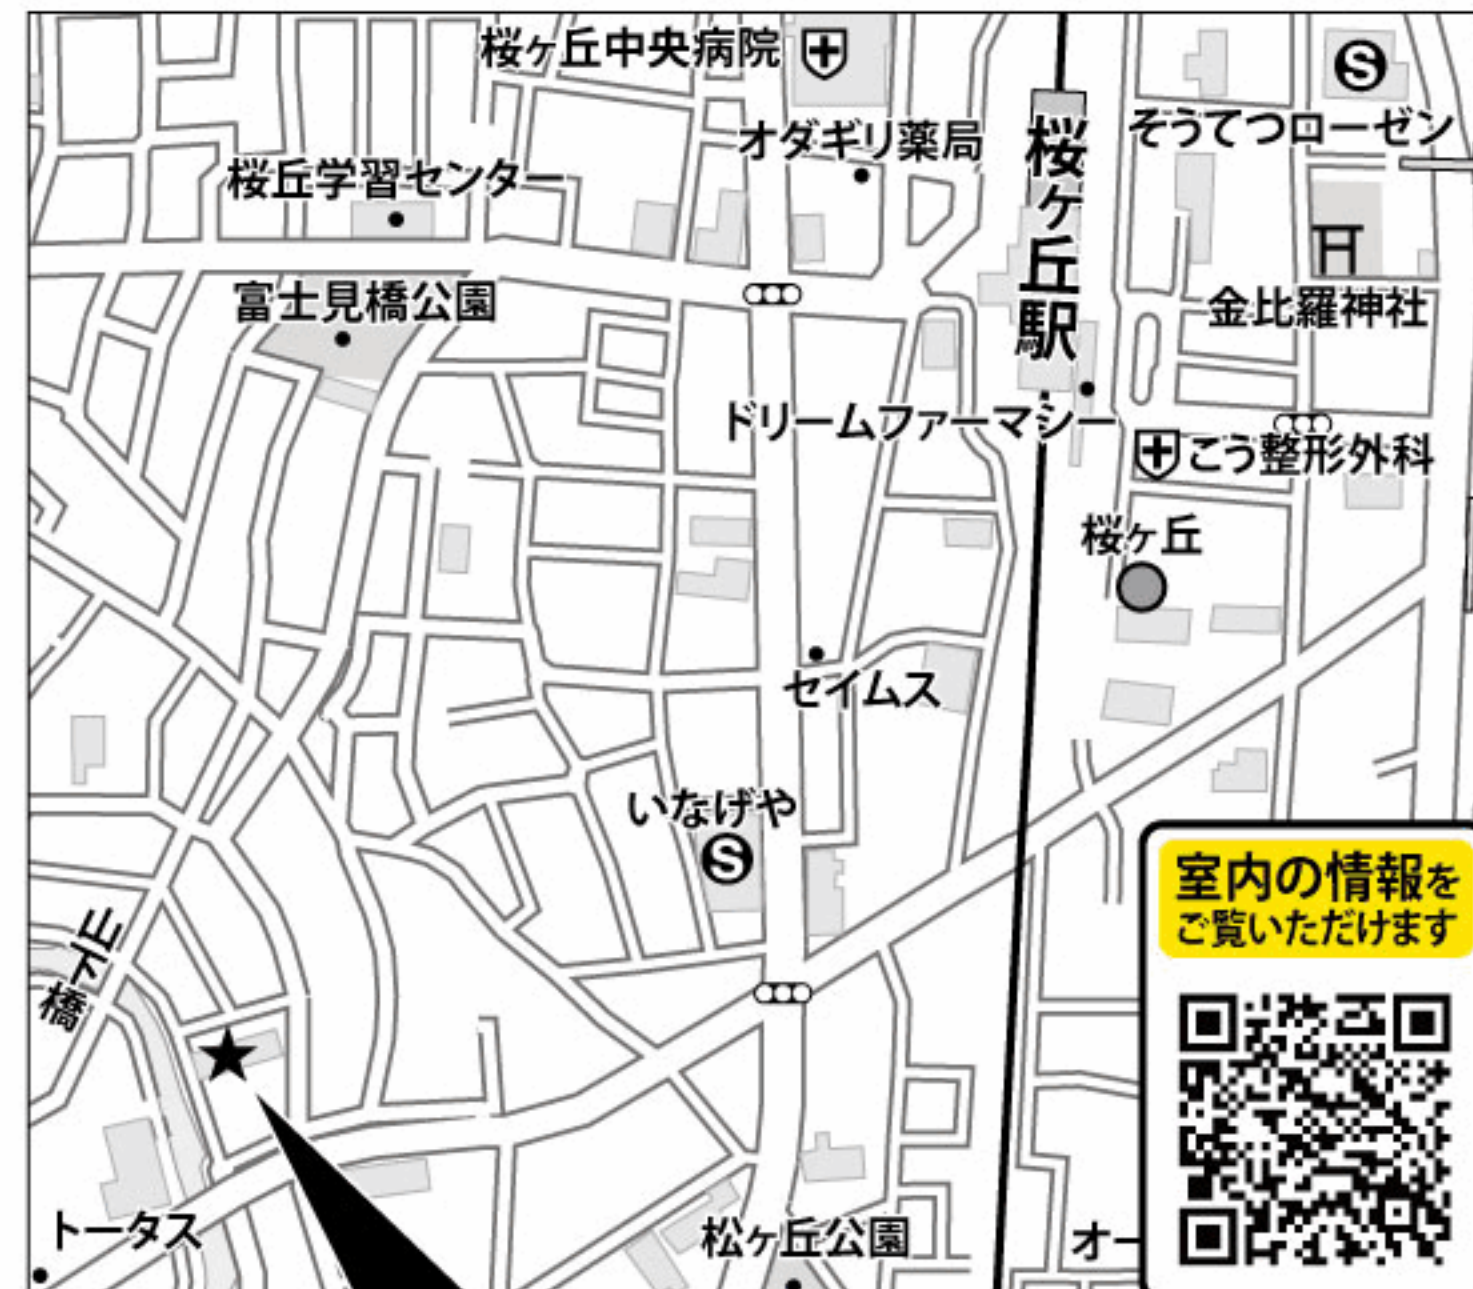 桜ヶ丘中央病院
そうてつローゼン
オダギリ薬局
桜ヶ丘駅
桜丘学習センター
富士見橋公園
金比羅神社
ドリームファーマシー
こう整形外科
桜ヶ丘
セイムス
いなげや
S
S
山下橋
室内の情報を
ご覧いただけます
トータス
松ヶ丘公園
オー